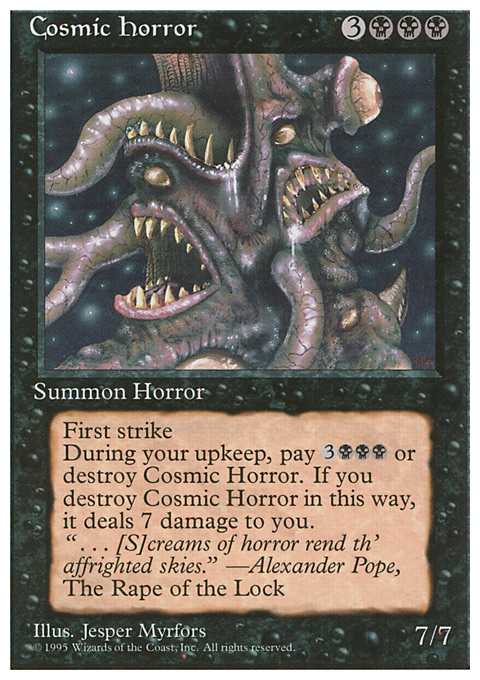 Cosmic Horror 3
Summon Horror
First strike
During your upkeep, pay 3 or
destroy Cosmic Horror. If you
destroy Cosmic Horror in this way,
it deals 7 damage to you.
“ . . . [S]creams of horror rend th’
affrighted skies.” —Alexander Pope,
The Rape of the Lock
Illus. Jesper Myrfors
© 1995 Wizards of the Coast, Inc. All rights reserved.
7/7